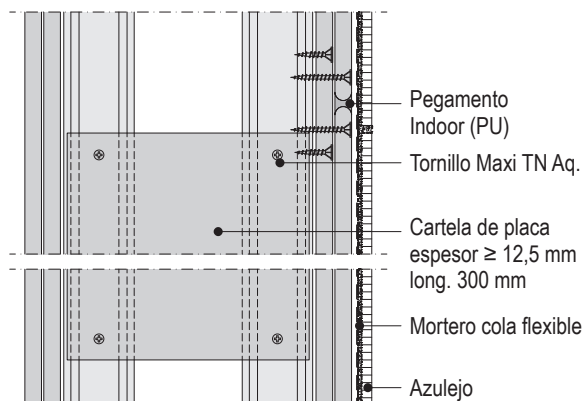 Pegamento
Indoor (PU)
Tornillo Maxi TN Aq.
Cartela de placa
espesor ≥ 12,5 mm
long. 300 mm
Mortero cola flexible
Azulejo